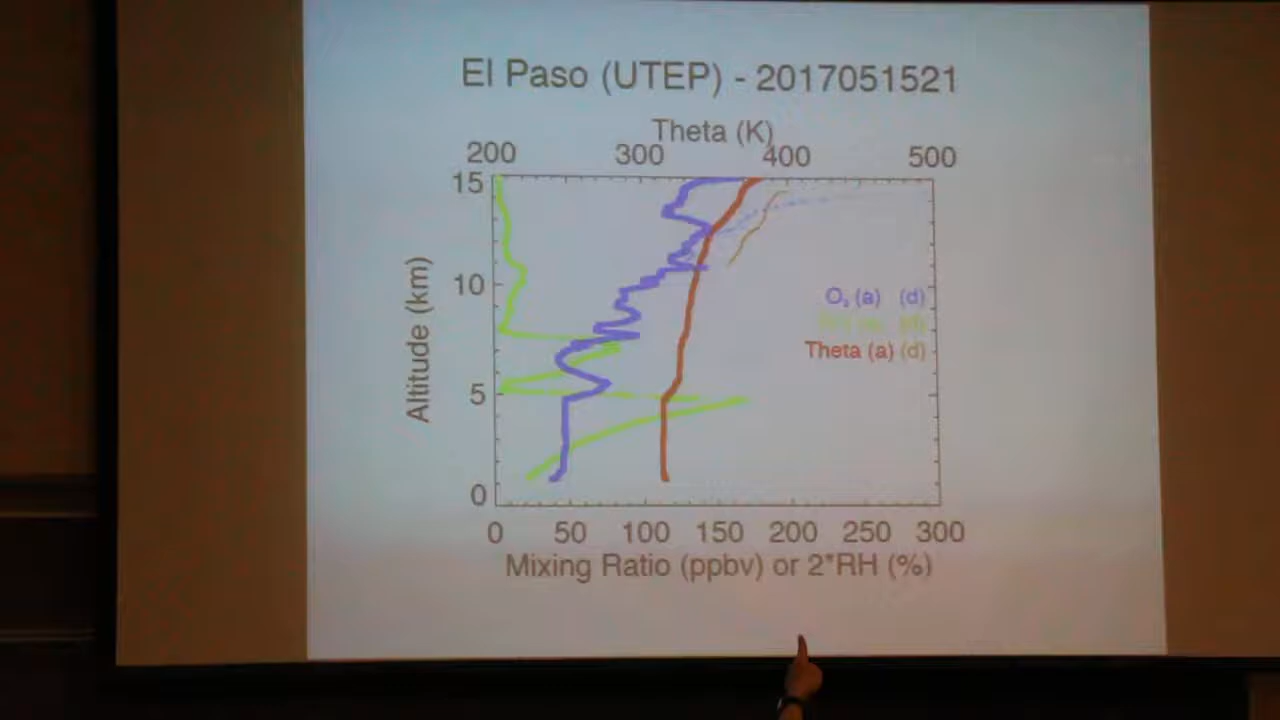 El Paso (UTEP) - 2017051521
Theta (K)
200 300 400 500
15
10
5
0
Altitude (km)
O₃ (a) (d)
(d)
Theta (a) (d)
0 50 100 150 200 250 300
Mixing Ratio (ppbv) or 2*RH (%)